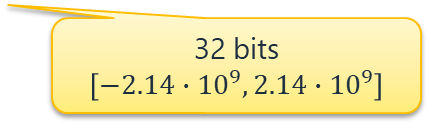 32 bits
[−2.14 · 10⁹, 2.14 · 10⁹]